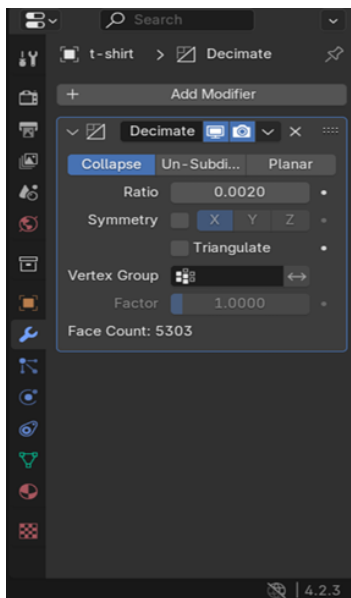 Search
t-shirt > Decimate
+ Add Modifier
Decimate
Collapse Un-Subdi... Planar
Ratio 0.0020
Symmetry X Y Z
Triangulate
Vertex Group
Factor 1.0000
Face Count: 5303
4.2.3